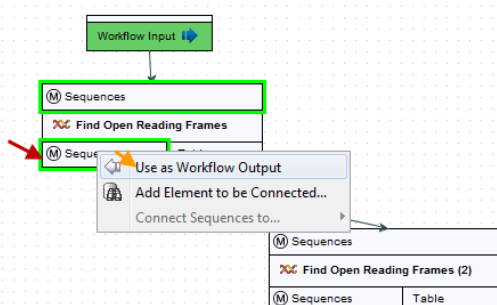 Workflow Input
M Sequences
Find Open Reading Frames
M Seque
Use as Workflow Output
Add Element to be Connected...
Connect Sequences to...
M Sequences
Find Open Reading Frames (2)
M Sequences Table